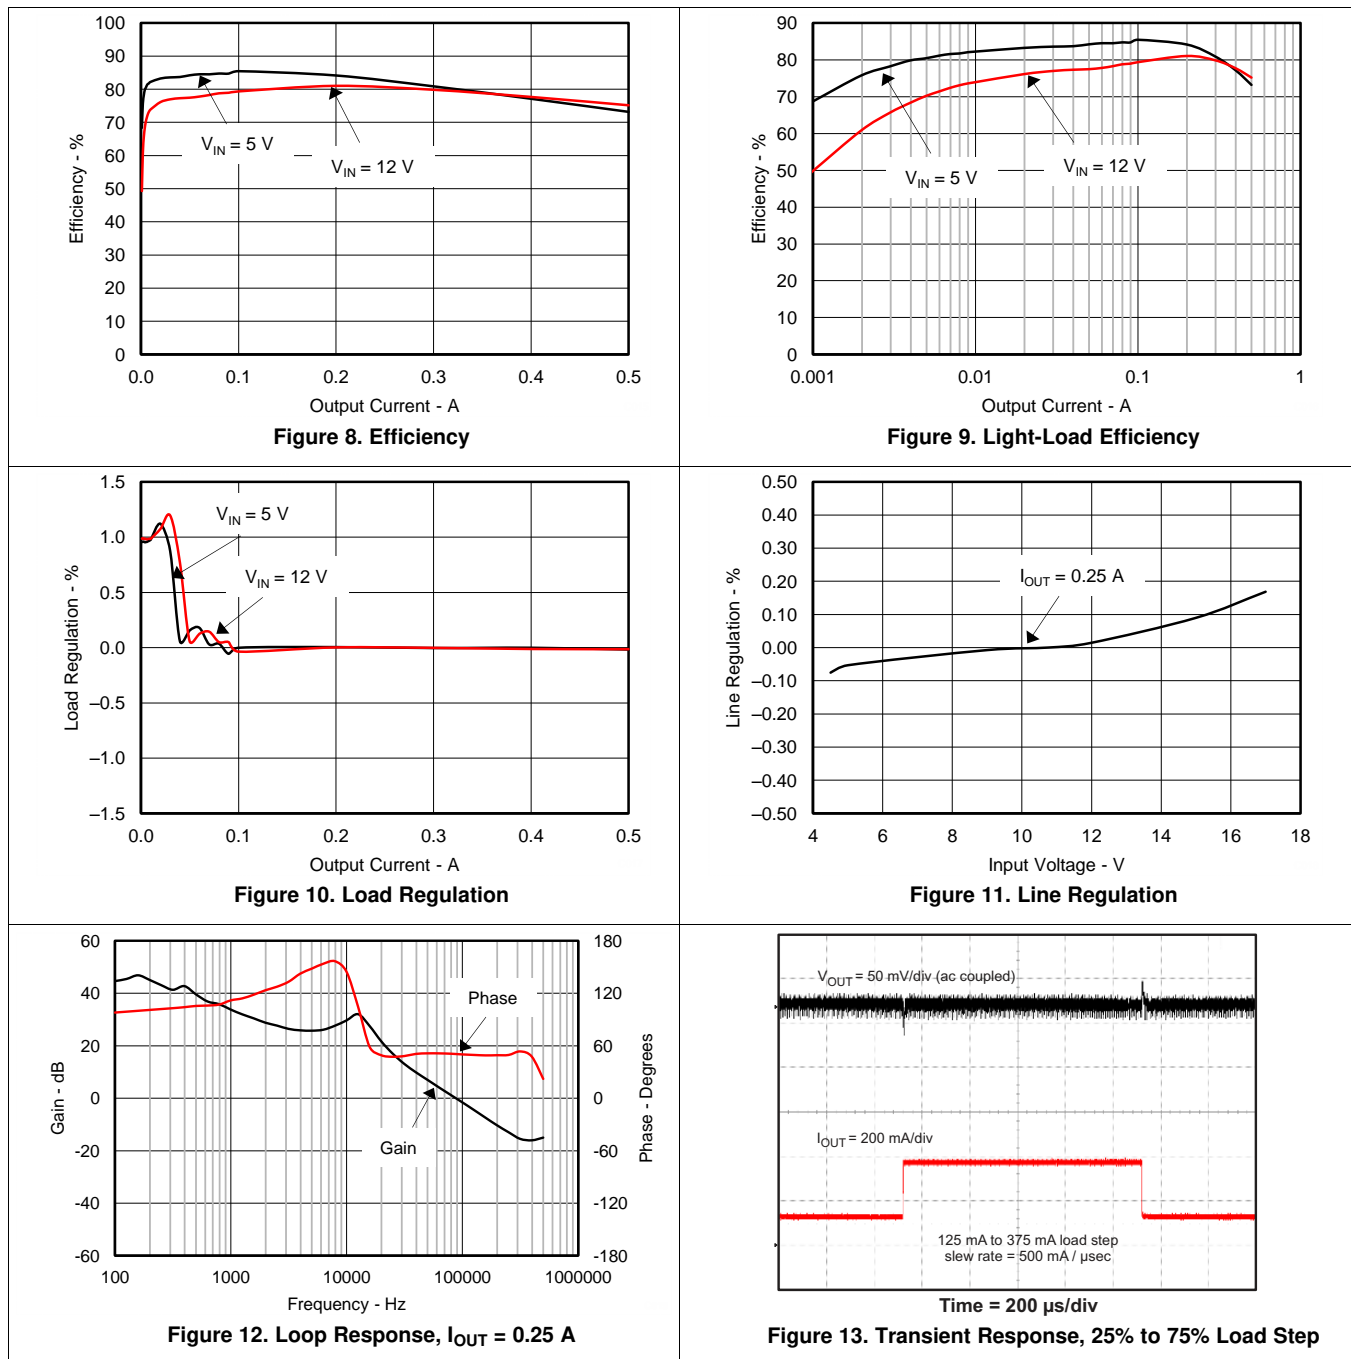 100
90
80
70
60
50
40
30
20
10
0
Efficiency - %
V_IN = 5 V
V_IN = 12 V
0.0 0.1 0.2 0.3 0.4 0.5
Output Current - A
Figure 8. Efficiency
90
80
70
60
50
40
30
20
10
0
Efficiency - %
V_IN = 5 V
V_IN = 12 V
0.001 0.01 0.1 1
Output Current - A
Figure 9. Light-Load Efficiency
1.5
1.0
0.5
0.0
–0.5
–1.0
–1.5
Load Regulation - %
V_IN = 5 V
V_IN = 12 V
0.0 0.1 0.2 0.3 0.4 0.5
Output Current - A
Figure 10. Load Regulation
0.50
0.40
0.30
0.20
0.10
0.00
–0.10
–0.20
–0.30
–0.40
–0.50
Line Regulation - %
I_OUT = 0.25 A
4 6 8 10 12 14 16 18
Input Voltage - V
Figure 11. Line Regulation
60
40
20
0
-20
-40
-60
Gain - dB
Phase
Gain
180
120
60
0
-60
-120
-180
Phase - Degrees
100 1000 10000 100000 1000000
Frequency - Hz
Figure 12. Loop Response, I_OUT = 0.25 A
V_OUT = 50 mV/div (ac coupled)
I_OUT = 200 mA/div
125 mA to 375 mA load step
slew rate = 500 mA / µsec
Time = 200 µs/div
Figure 13. Transient Response, 25% to 75% Load Step